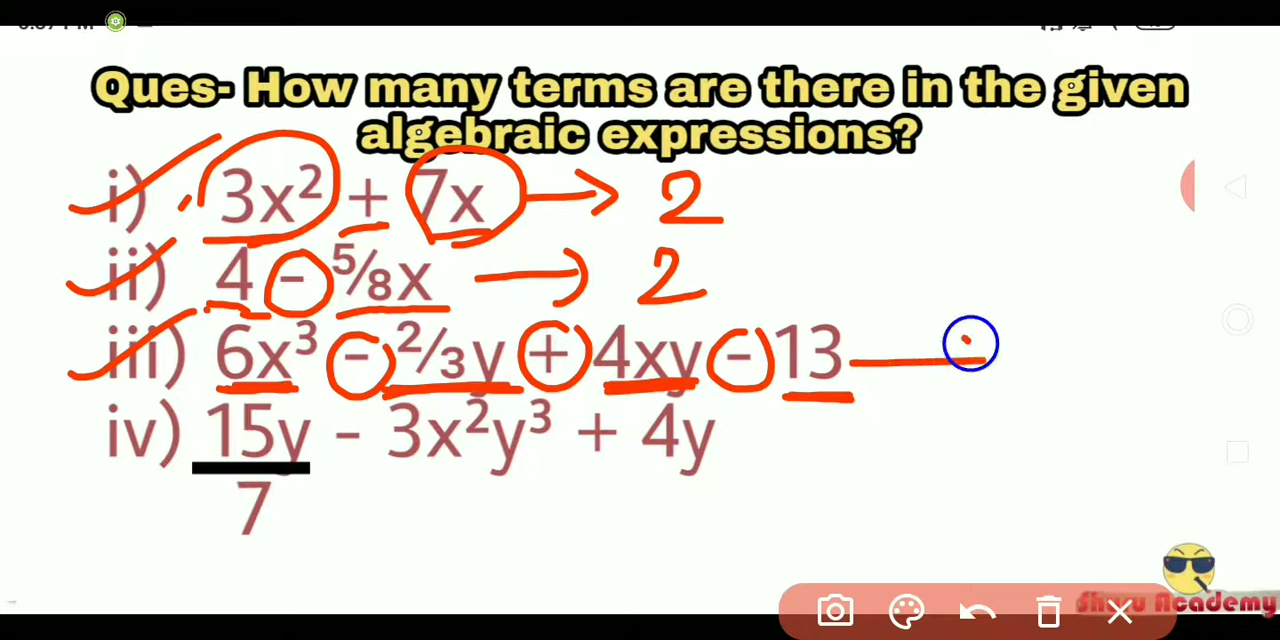 Ques- How many terms are there in the given
algebraic expressions?
i) 3x² + 7x → 2
ii) 4 - ⁵/₈x → 2
iii) 6x³ - ²/₃y + 4xy - 13
iv) 15y - 3x²y³ + 4y
7
Academy